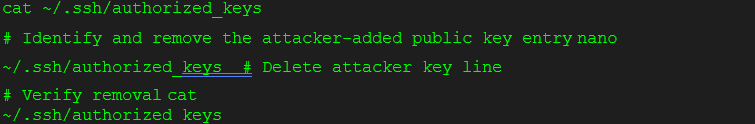 cat ~/.ssh/authorized_keys
# Identify and remove the attacker-added public key entry nano
~/.ssh/authorized_keys # Delete attacker key line
# Verify removal cat
~/.ssh/authorized_keys